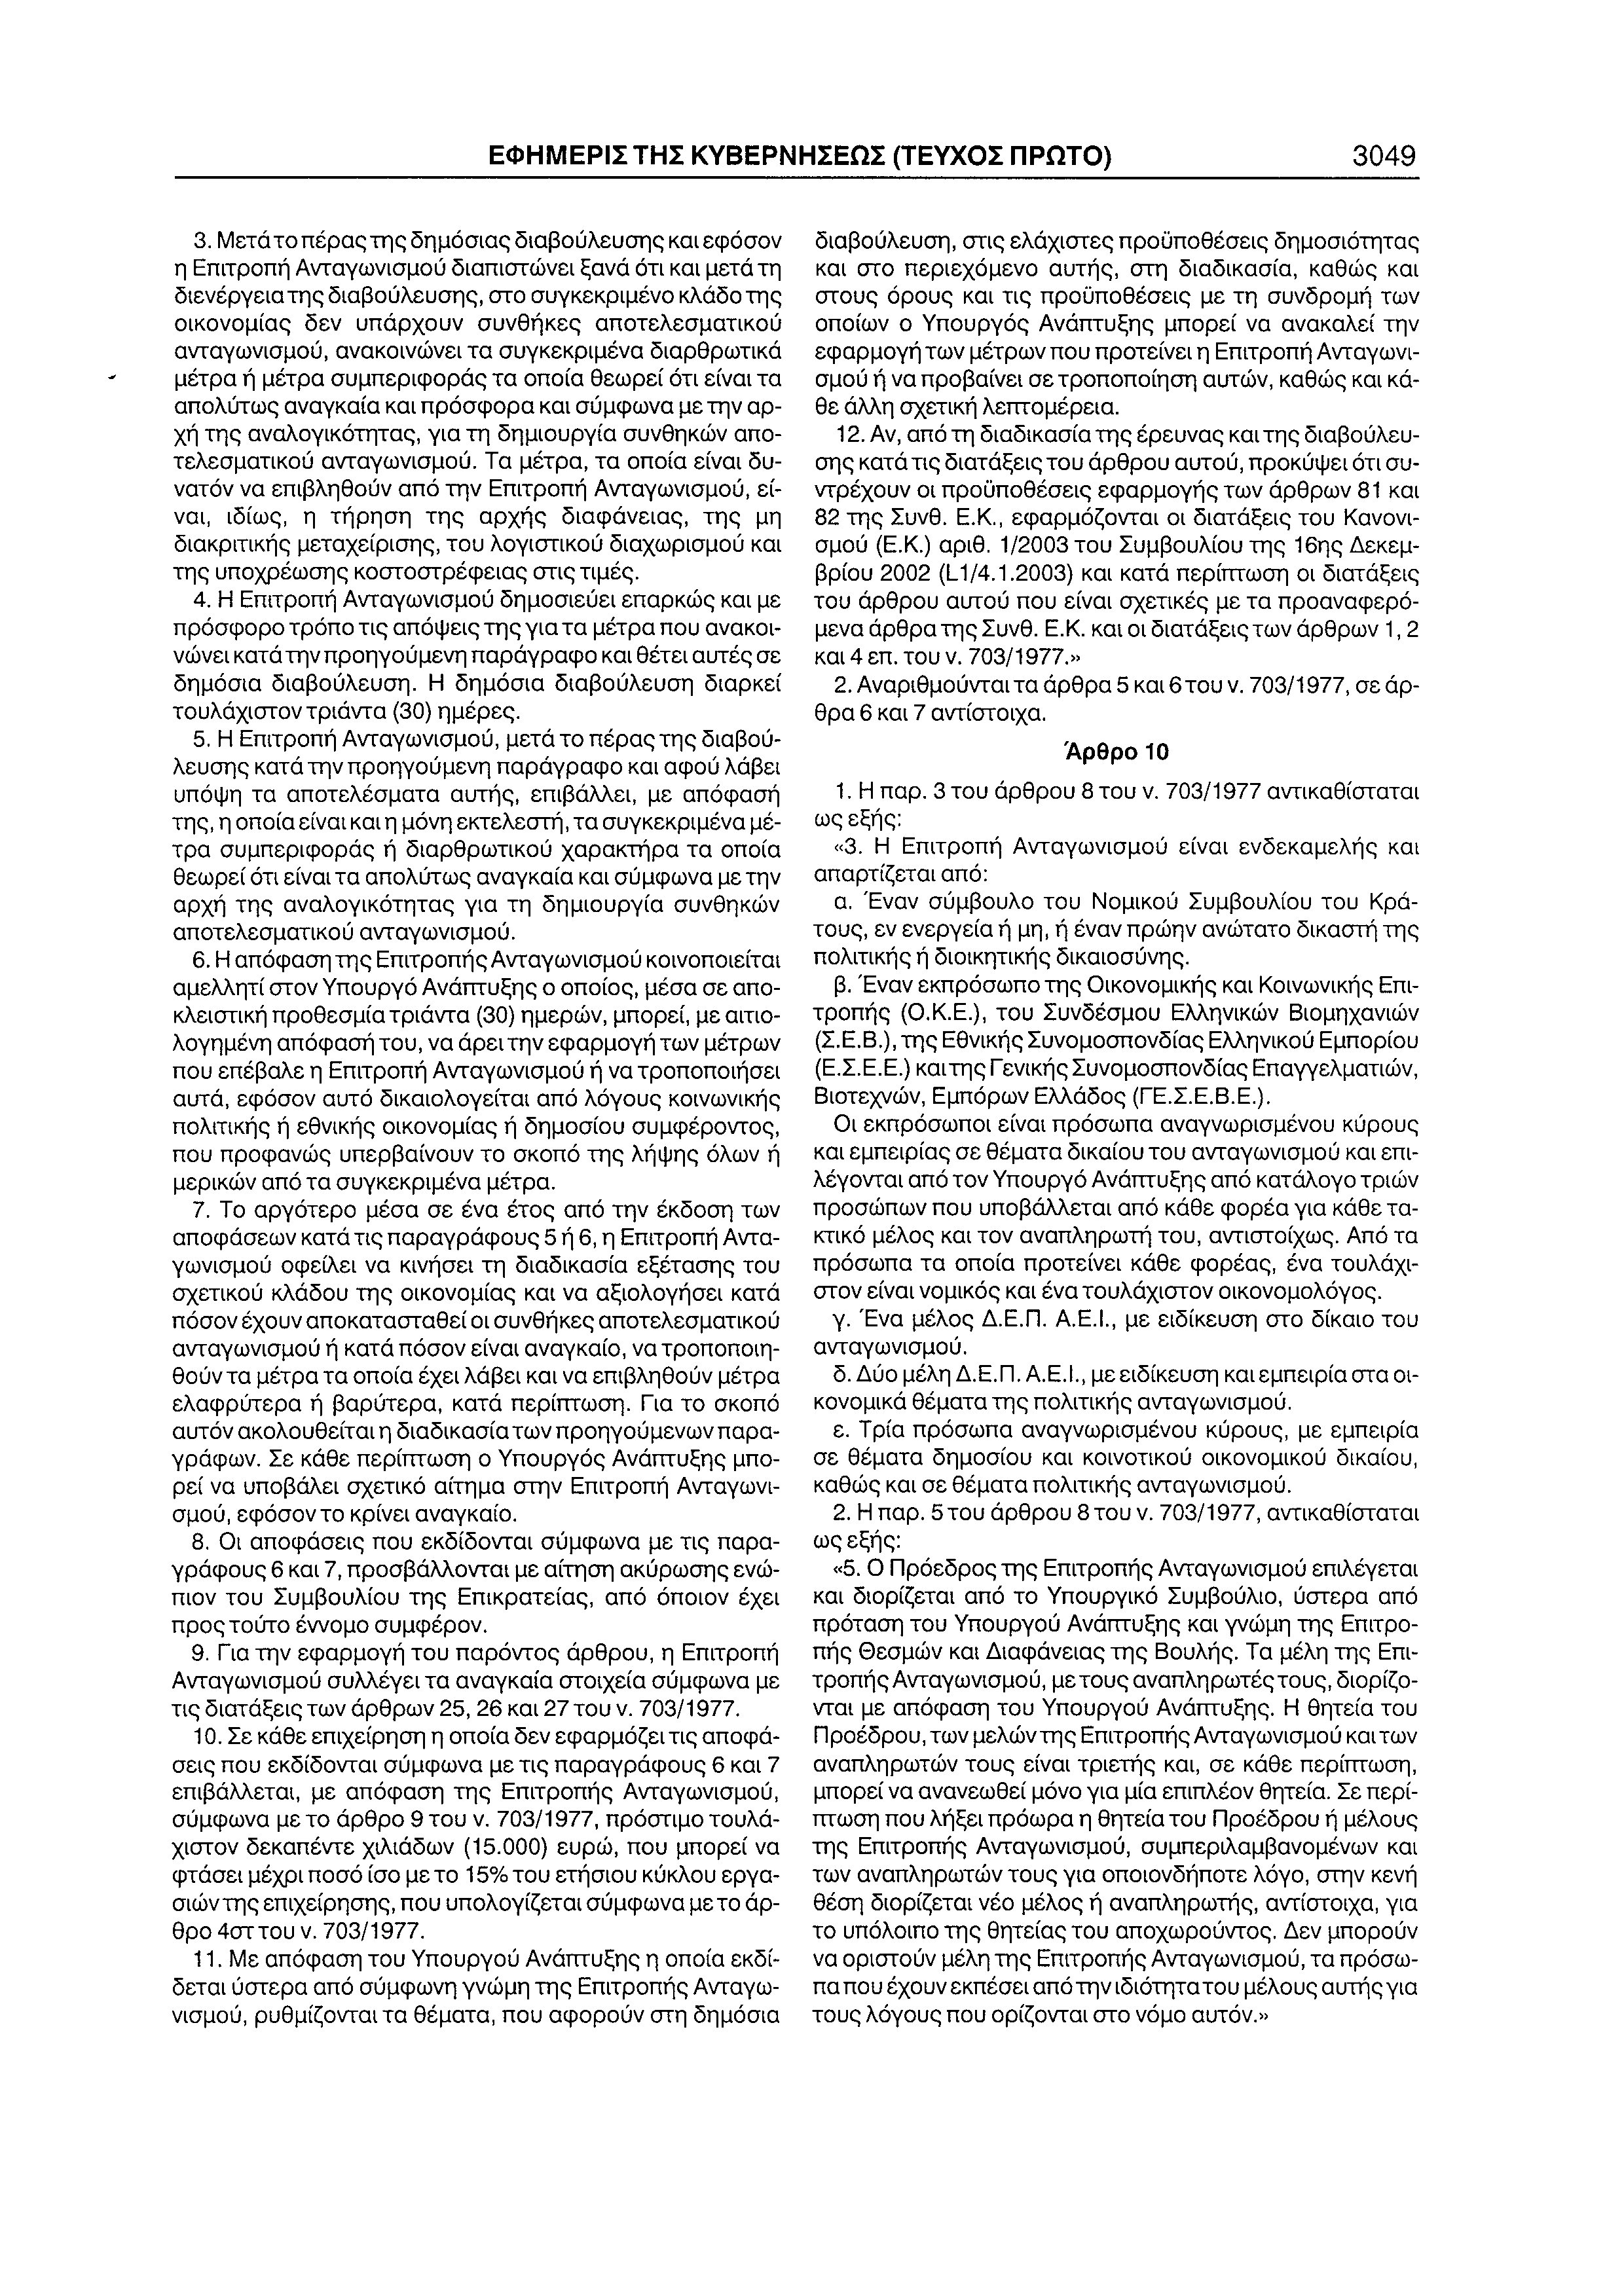 ΕΦΗΜΕΡΙΣ ΤΗΣ ΚΥΒΕΡΝΗΣΕΩΣ (ΤΕΥΧΟΣ ΠΡΩΤΟ)
3049
3. Μετά το πέρας της δημόσιας διαβούλευσης και εφόσον
η Επιτροπή Ανταγωνισμού διαπιστώνει ξανά ότι και μετά τη
διενέργεια της διαβούλευσης, στο συγκεκριμένο κλάδο της
οικονομίας δεν υπάρχουν συνθήκες αποτελεσματικού
ανταγωνισμού, ανακοινώνει τα συγκεκριμένα διαρθρωτικά
μέτρα ή μέτρα συμπεριφοράς τα οποία θεωρεί ότι είναι τα
απολύτως αναγκαία και πρόσφορα και σύμφωνα με την αρ-
χή της αναλογικότητας, για τη δημιουργία συνθηκών απο-
τελεσματικού ανταγωνισμού. Τα μέτρα, τα οποία είναι δυ-
νατόν να επιβληθούν από την Επιτροπή Ανταγωνισμού, εί-
ναι, ιδίως, η τήρηση της αρχής διαφάνειας, της μη
διακριτικής μεταχείρισης, του λογιστικού διαχωρισμού και
της υποχρέωσης κοστοστρέφειας στις τιμές.
4. Η Επιτροπή Ανταγωνισμού δημοσιεύει επαρκώς και με
πρόσφορο τρόπο τις απόψεις της για τα μέτρα που ανακοι-
νώνει κατά την προηγούμενη παράγραφο και θέτει αυτές σε
δημόσια διαβούλευση. Η δημόσια διαβούλευση διαρκεί
τουλάχιστον τριάντα (30) ημέρες.
5. Η Επιτροπή Ανταγωνισμού, μετά το πέρας της διαβού-
λευσης κατά την προηγούμενη παράγραφο και αφού λάβει
υπόψη τα αποτελέσματα αυτής, επιβάλλει, με απόφασή
της, η οποία είναι και η μόνη εκτελεστή, τα συγκεκριμένα μέ-
τρα συμπεριφοράς ή διαρθρωτικού χαρακτήρα τα οποία
θεωρεί ότι είναι τα απολύτως αναγκαία και σύμφωνα με την
αρχή της αναλογικότητας για τη δημιουργία συνθηκών
αποτελεσματικού ανταγωνισμού.
6. Η απόφαση της Επιτροπής Ανταγωνισμού κοινοποιείται
αμελλητί στον Υπουργό Ανάπτυξης ο οποίος, μέσα σε απο-
κλειστική προθεσμία τριάντα (30) ημερών, μπορεί, με αιτιο-
λογημένη απόφασή του, να άρει την εφαρμογή των μέτρων
που επέβαλε η Επιτροπή Ανταγωνισμού ή να τροποποιήσει
αυτά, εφόσον αυτό δικαιολογείται από λόγους κοινωνικής
πολιτικής ή εθνικής οικονομίας ή δημοσίου συμφέροντος,
που προφανώς υπερβαίνουν το σκοπό της λήψης όλων ή
μερικών από τα συγκεκριμένα μέτρα.
7. Το αργότερο μέσα σε ένα έτος από την έκδοση των
αποφάσεων κατά τις παραγράφους 5 ή 6, η Επιτροπή Αντα-
γωνισμού οφείλει να κινήσει τη διαδικασία εξέτασης του
σχετικού κλάδου της οικονομίας και να αξιολογήσει κατά
πόσον έχουν αποκατασταθεί οι συνθήκες αποτελεσματικού
ανταγωνισμού ή κατά πόσον είναι αναγκαίο, να τροποποιη-
θούν τα μέτρα τα οποία έχει λάβει και να επιβληθούν μέτρα
ελαφρύτερα ή βαρύτερα, κατά περίπτωση. Για το σκοπό
αυτόν ακολουθείται η διαδικασία των προηγούμενων παρα-
γράφων. Σε κάθε περίπτωση ο Υπουργός Ανάπτυξης μπο-
ρεί να υποβάλει σχετικό αίτημα στην Επιτροπή Ανταγωνι-
σμού, εφόσον το κρίνει αναγκαίο.
8. Οι αποφάσεις που εκδίδονται σύμφωνα με τις παρα-
γράφους 6 και 7, προσβάλλονται με αίτηση ακύρωσης ενώ-
πιον του Συμβουλίου της Επικρατείας, από όποιον έχει
προς τούτο έννομο συμφέρον.
9. Για την εφαρμογή του παρόντος άρθρου, η Επιτροπή
Ανταγωνισμού συλλέγει τα αναγκαία στοιχεία σύμφωνα με
τις διατάξεις των άρθρων 25, 26 και 27 του ν. 703/1977.
10. Σε κάθε επιχείρηση η οποία δεν εφαρμόζει τις αποφά-
σεις που εκδίδονται σύμφωνα με τις παραγράφους 6 και 7
επιβάλλεται, με απόφαση της Επιτροπής Ανταγωνισμού,
σύμφωνα με το άρθρο 9 του ν. 703/1977, πρόστιμο τουλά-
χιστον δεκαπέντε χιλιάδων (15.000) ευρώ, που μπορεί να
φτάσει μέχρι ποσό ίσο με το 15% του ετήσιου κύκλου εργα-
σιών της επιχείρησης, που υπολογίζεται σύμφωνα με το άρ-
θρο 4στ του ν. 703/1977.
11. Με απόφαση του Υπουργού Ανάπτυξης η οποία εκδί-
δεται ύστερα από σύμφωνη γνώμη της Επιτροπής Ανταγω-
νισμού, ρυθμίζονται τα θέματα, που αφορούν στη δημόσια
διαβούλευση, στις ελάχιστες προϋποθέσεις δημοσιότητας
και στο περιεχόμενο αυτής, στη διαδικασία, καθώς και
στους όρους και τις προϋποθέσεις με τη συνδρομή των
οποίων ο Υπουργός Ανάπτυξης μπορεί να ανακαλεί την
εφαρμογή των μέτρων που προτείνει η Επιτροπή Ανταγωνι-
σμού ή να προβαίνει σε τροποποίηση αυτών, καθώς και κά-
θε άλλη σχετική λεπτομέρεια.
12. Αν, από τη διαδικασία της έρευνας και της διαβούλευ-
σης κατά τις διατάξεις του άρθρου αυτού, προκύψει ότι συ-
ντρέχουν οι προϋποθέσεις εφαρμογής των άρθρων 81 και
82 της Συνθ. Ε.Κ., εφαρμόζονται οι διατάξεις του Κανονι-
σμού (Ε.Κ.) αριθ. 1/2003 του Συμβουλίου της 16ης Δεκεμ-
βρίου 2002 (L1/4.1.2003) και κατά περίπτωση οι διατάξεις
του άρθρου αυτού που είναι σχετικές με τα προαναφερό-
μενα άρθρα της Συνθ. Ε.Κ. και οι διατάξεις των άρθρων 1, 2
και 4 επ. του ν. 703/1977.»
2. Αναριθμούνται τα άρθρα 5 και 6 του ν. 703/1977, σε άρ-
θρα 6 και 7 αντίστοιχα.
Άρθρο 10
1. Η παρ. 3 του άρθρου 8 του ν. 703/1977 αντικαθίσταται
ως εξής:
«3. Η Επιτροπή Ανταγωνισμού είναι ενδεκαμελής και
απαρτίζεται από:
α. Έναν σύμβουλο του Νομικού Συμβουλίου του Κρά-
τους, εν ενεργεία ή μη, ή έναν πρώην ανώτατο δικαστή της
πολιτικής ή διοικητικής δικαιοσύνης.
β. Έναν εκπρόσωπο της Οικονομικής και Κοινωνικής Επι-
τροπής (Ο.Κ.Ε.), του Συνδέσμου Ελληνικών Βιομηχανιών
(Σ.Ε.Β.), της Εθνικής Συνομοσπονδίας Ελληνικού Εμπορίου
(Ε.Σ.Ε.Ε.) και της Γενικής Συνομοσπονδίας Επαγγελματιών,
Βιοτεχνών, Εμπόρων Ελλάδος (ΓΕ.Σ.Ε.Β.Ε.).
Οι εκπρόσωποι είναι πρόσωπα αναγνωρισμένου κύρους
και εμπειρίας σε θέματα δικαίου του ανταγωνισμού και επι-
λέγονται από τον Υπουργό Ανάπτυξης από κατάλογο τριών
προσώπων που υποβάλλεται από κάθε φορέα για κάθε τα-
κτικό μέλος και τον αναπληρωτή του, αντιστοίχως. Από τα
πρόσωπα τα οποία προτείνει κάθε φορέας, ένα τουλάχι-
στον είναι νομικός και ένα τουλάχιστον οικονομολόγος.
γ. Ένα μέλος Δ.Ε.Π. Α.Ε.Ι., με ειδίκευση στο δίκαιο του
ανταγωνισμού.
δ. Δύο μέλη Δ.Ε.Π. Α.Ε.Ι., με ειδίκευση και εμπειρία στα οι-
κονομικά θέματα της πολιτικής ανταγωνισμού.
ε. Τρία πρόσωπα αναγνωρισμένου κύρους, με εμπειρία
σε θέματα δημοσίου και κοινοτικού οικονομικού δικαίου,
καθώς και σε θέματα πολιτικής ανταγωνισμού.
2. Η παρ. 5 του άρθρου 8 του ν. 703/1977, αντικαθίσταται
ως εξής:
«5. Ο Πρόεδρος της Επιτροπής Ανταγωνισμού επιλέγεται
και διορίζεται από το Υπουργικό Συμβούλιο, ύστερα από
πρόταση του Υπουργού Ανάπτυξης και γνώμη της Επιτρο-
πής Θεσμών και Διαφάνειας της Βουλής. Τα μέλη της Επι-
τροπής Ανταγωνισμού, με τους αναπληρωτές τους, διορίζο-
νται με απόφαση του Υπουργού Ανάπτυξης. Η θητεία του
Προέδρου, των μελών της Επιτροπής Ανταγωνισμού και των
αναπληρωτών τους είναι τριετής και, σε κάθε περίπτωση,
μπορεί να ανανεωθεί μόνο για μία επιπλέον θητεία. Σε περί-
πτωση που λήξει πρόωρα η θητεία του Προέδρου ή μέλους
της Επιτροπής Ανταγωνισμού, συμπεριλαμβανομένων και
των αναπληρωτών τους για οποιονδήποτε λόγο, στην κενή
θέση διορίζεται νέο μέλος ή αναπληρωτής, αντίστοιχα, για
το υπόλοιπο της θητείας του αποχωρούντος. Δεν μπορούν
να οριστούν μέλη της Επιτροπής Ανταγωνισμού, τα πρόσω-
πα που έχουν εκπέσει από την ιδιότητα του μέλους αυτής για
τους λόγους που ορίζονται στο νόμο αυτόν.»